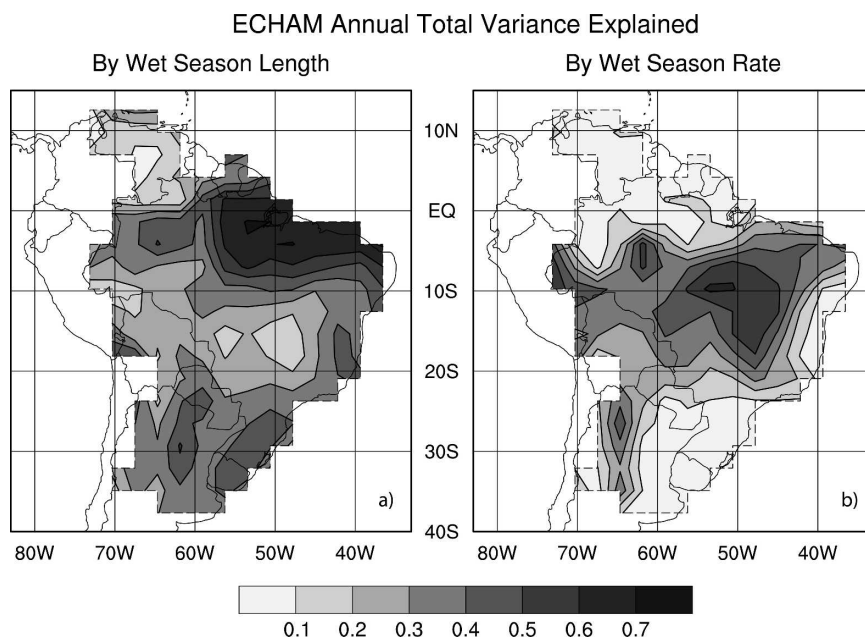 ECHAM Annual Total Variance Explained
By Wet Season Length
By Wet Season Rate
10N
EQ
10S
20S
30S
40S
a)
b)
80W 70W 60W 50W 40W
80W 70W 60W 50W 40W
0.1 0.2 0.3 0.4 0.5 0.6 0.7